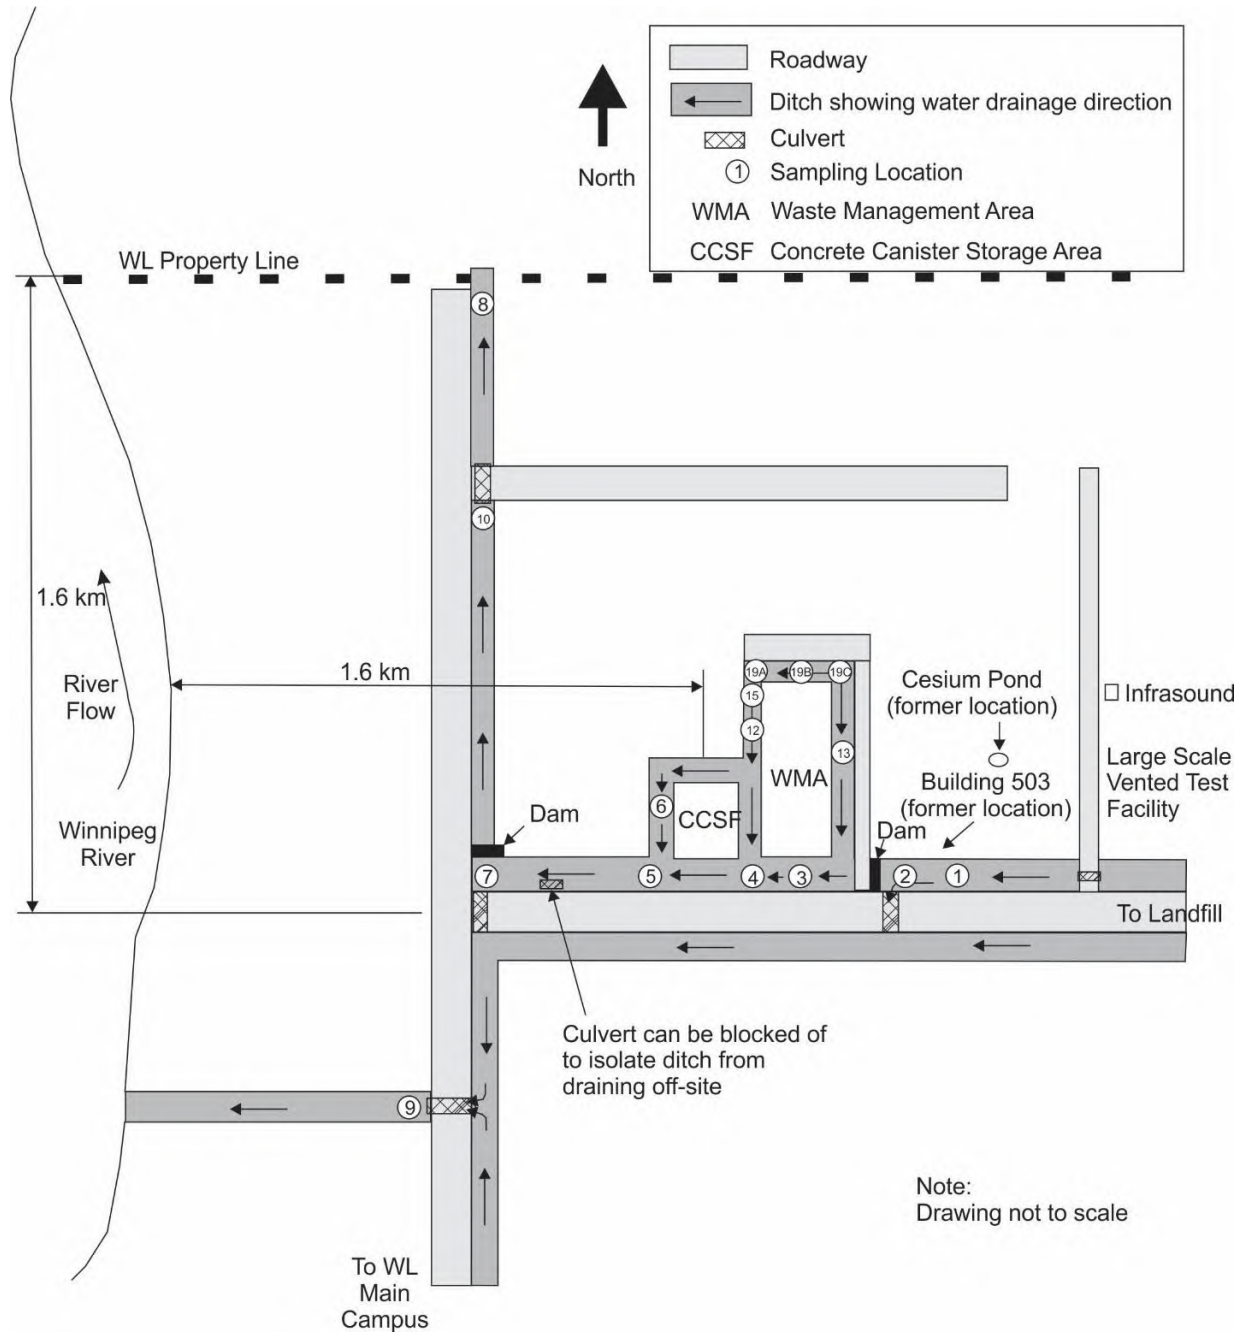 Roadway
Ditch showing water drainage direction
Culvert
1 Sampling Location
WMA Waste Management Area
CCSF Concrete Canister Storage Area
North
WL Property Line
8
10
1.6 km
1.6 km
River
Flow
Winnipeg
River
19A
19B
19C
15
12
13
WMA
6
CCSF
Cesium Pond
(former location)
Infrasound
Building 503
(former location)
Large Scale
Vented Test
Facility
Dam
Dam
7
5
4
3
2
1
To Landfill
Culvert can be blocked of
to isolate ditch from
draining off-site
9
Note:
Drawing not to scale
To WL
Main
Campus